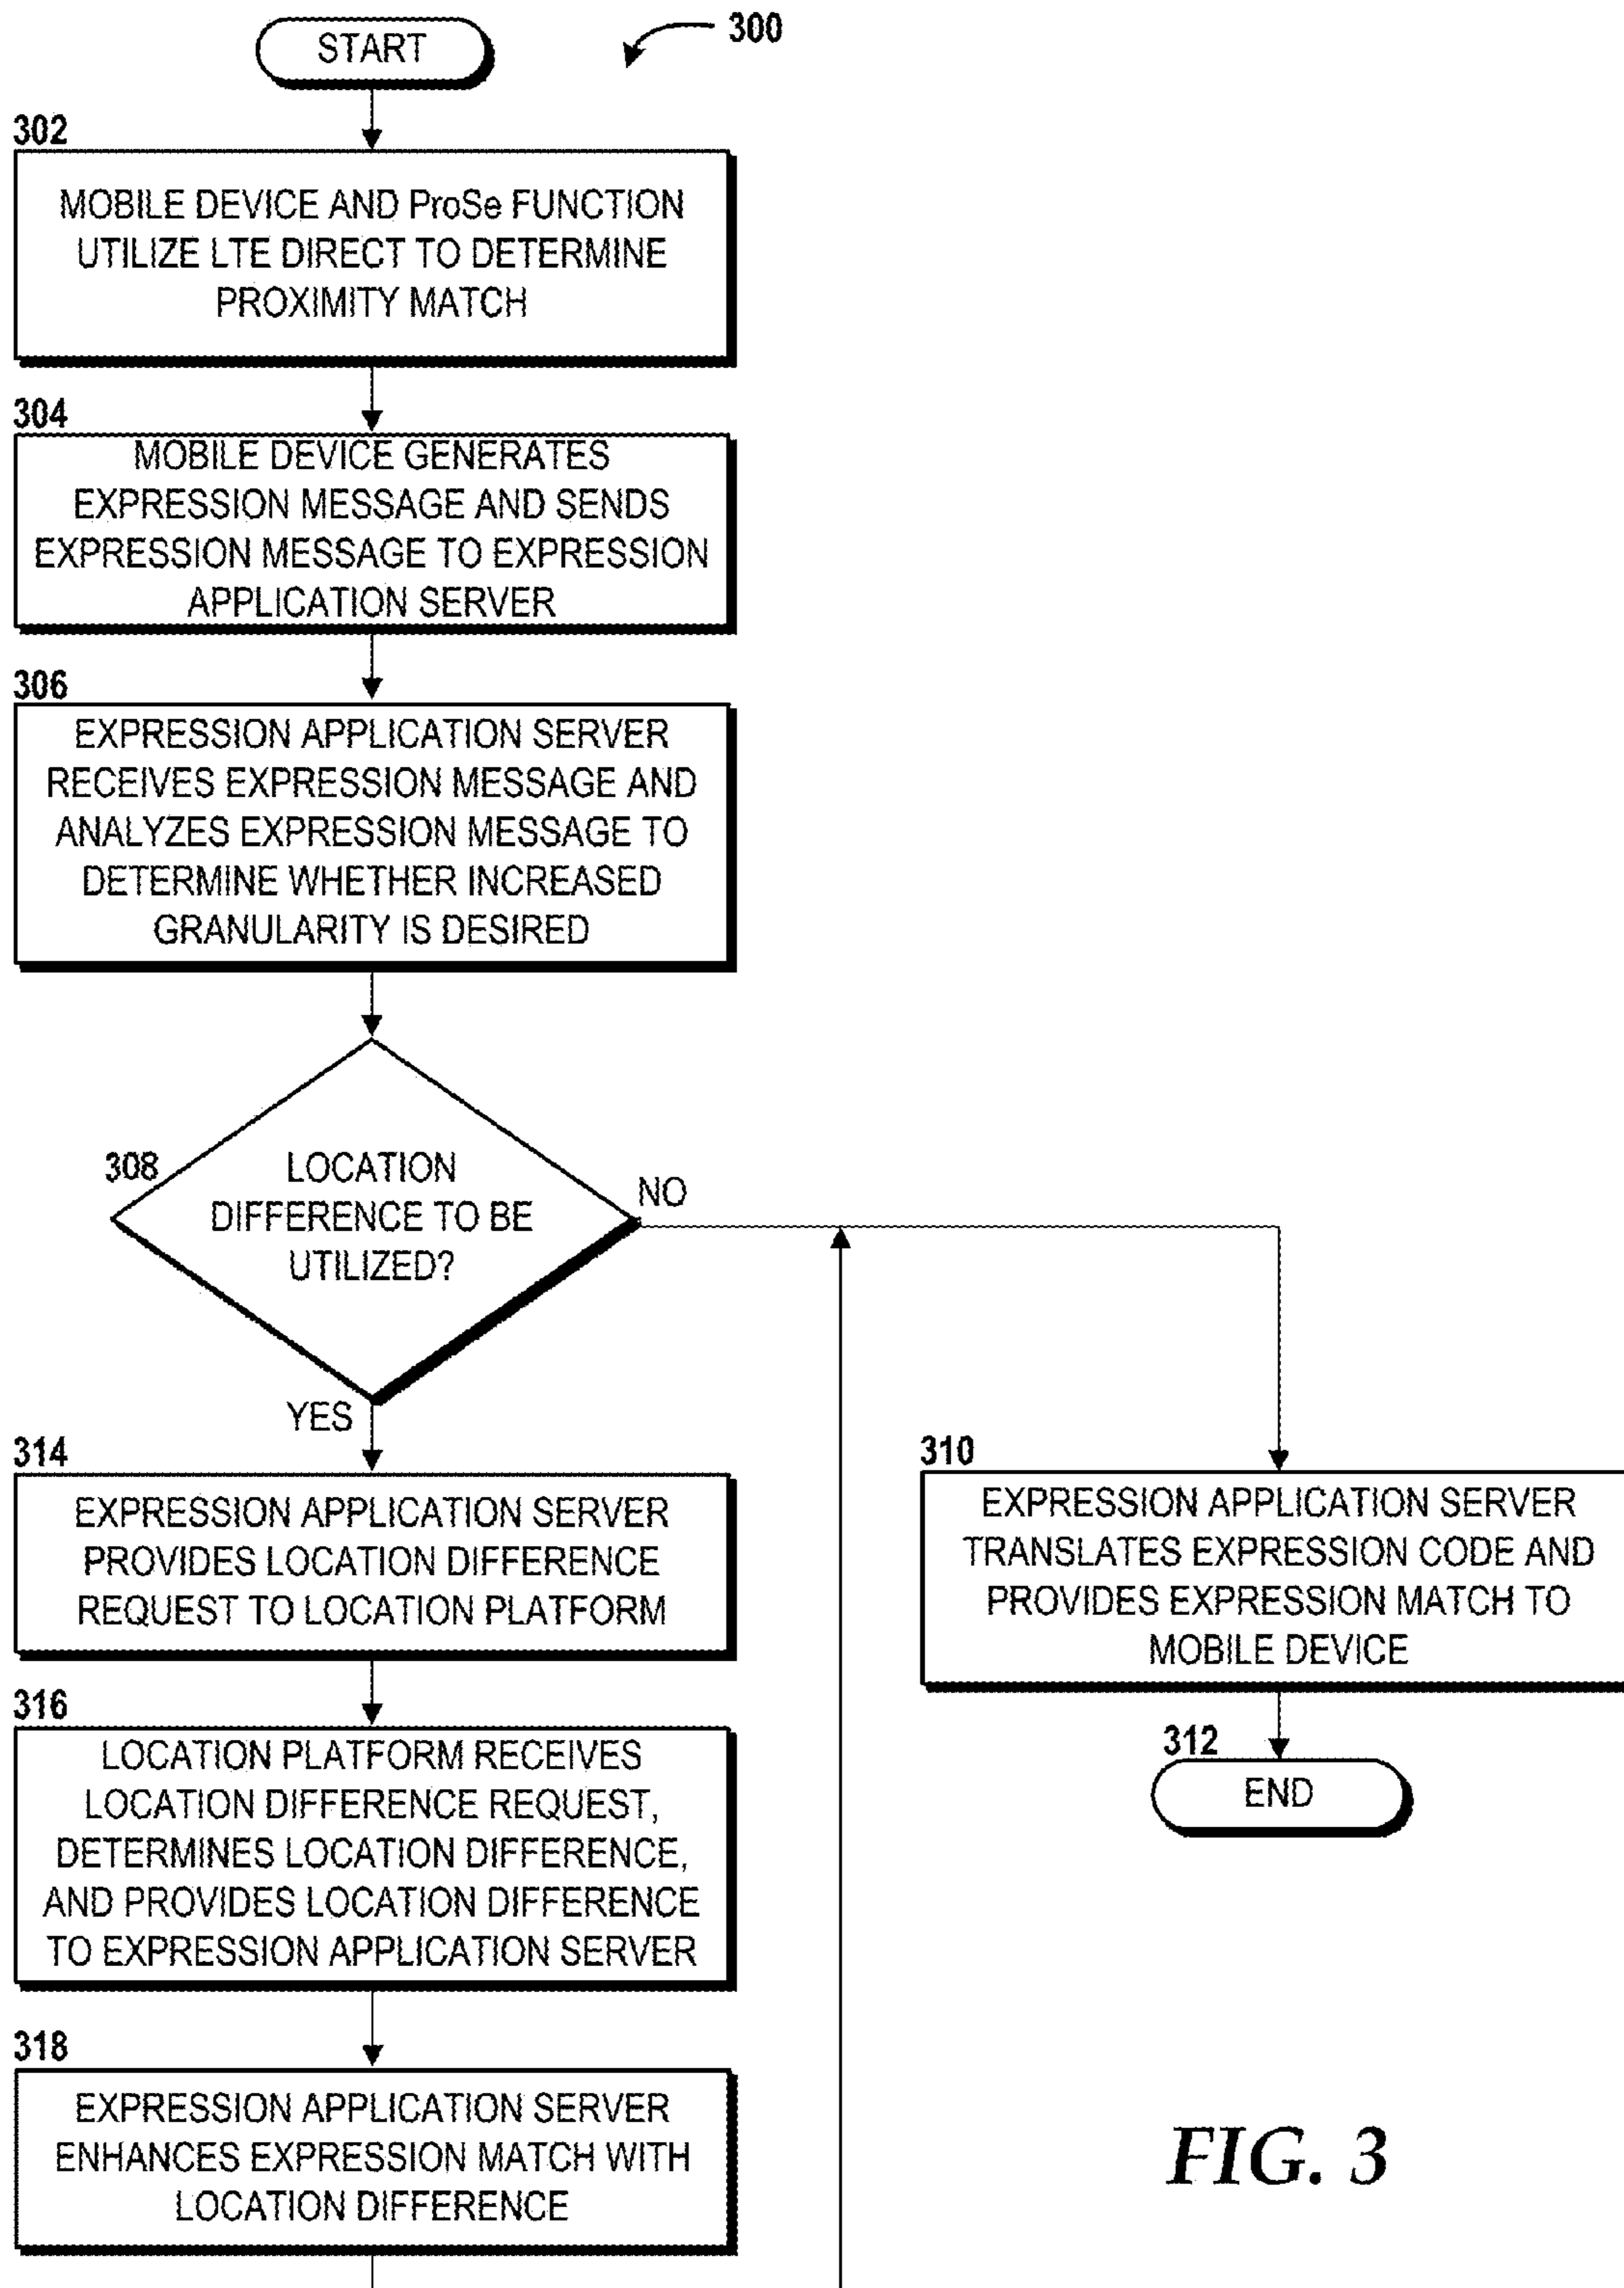 START
300
302
MOBILE DEVICE AND ProSe FUNCTION
UTILIZE LTE DIRECT TO DETERMINE
PROXIMITY MATCH
304
MOBILE DEVICE GENERATES
EXPRESSION MESSAGE AND SENDS
EXPRESSION MESSAGE TO EXPRESSION
APPLICATION SERVER
306
EXPRESSION APPLICATION SERVER
RECEIVES EXPRESSION MESSAGE AND
ANALYZES EXPRESSION MESSAGE TO
DETERMINE WHETHER INCREASED
GRANULARITY IS DESIRED
308
LOCATION
DIFFERENCE TO BE
UTILIZED?
NO
YES
310
EXPRESSION APPLICATION SERVER
TRANSLATES EXPRESSION CODE AND
PROVIDES EXPRESSION MATCH TO
MOBILE DEVICE
312
END
314
EXPRESSION APPLICATION SERVER
PROVIDES LOCATION DIFFERENCE
REQUEST TO LOCATION PLATFORM
316
LOCATION PLATFORM RECEIVES
LOCATION DIFFERENCE REQUEST,
DETERMINES LOCATION DIFFERENCE,
AND PROVIDES LOCATION DIFFERENCE
TO EXPRESSION APPLICATION SERVER
318
EXPRESSION APPLICATION SERVER
ENHANCES EXPRESSION MATCH WITH
LOCATION DIFFERENCE
FIG. 3